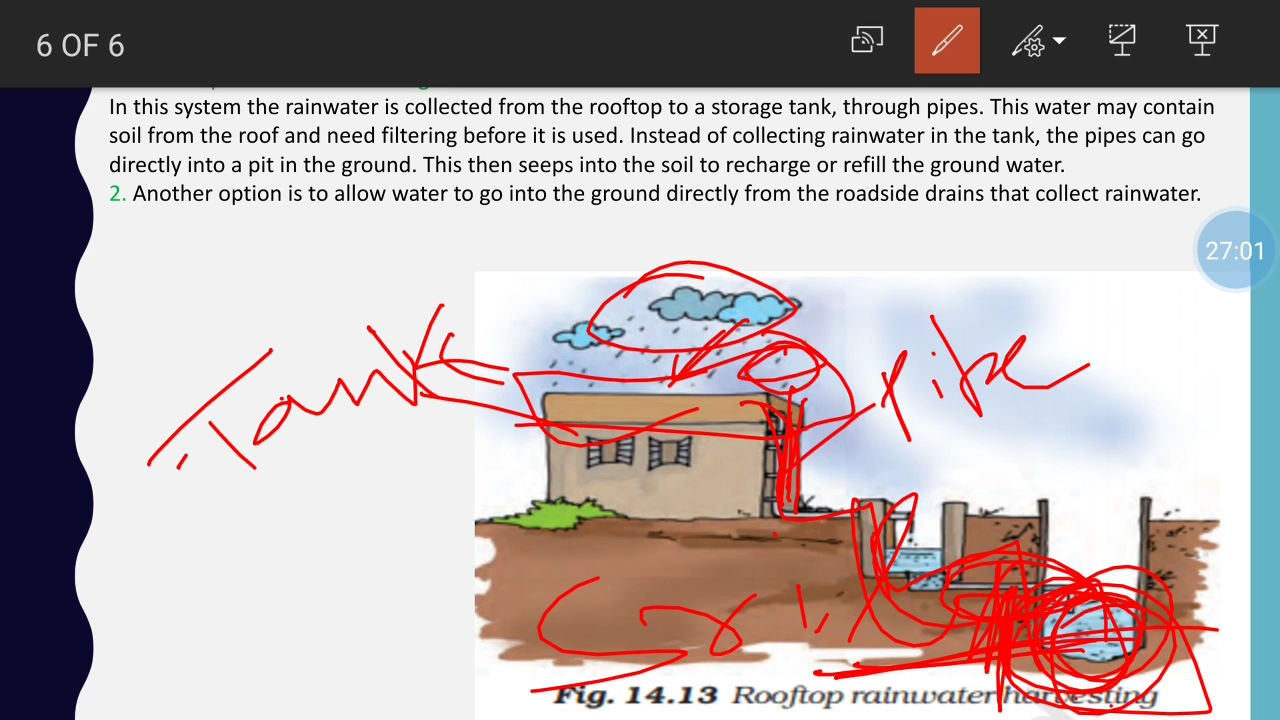 6 OF 6
In this system the rainwater is collected from the rooftop to a storage tank, through pipes. This water may contain
soil from the roof and need filtering before it is used. Instead of collecting rainwater in the tank, the pipes can go
directly into a pit in the ground. This then seeps into the soil to recharge or refill the ground water.
2. Another option is to allow water to go into the ground directly from the roadside drains that collect rainwater.
27:01
Tank
Pipe
Soil
Fig. 14.13 Rooftop rainwater harvesting